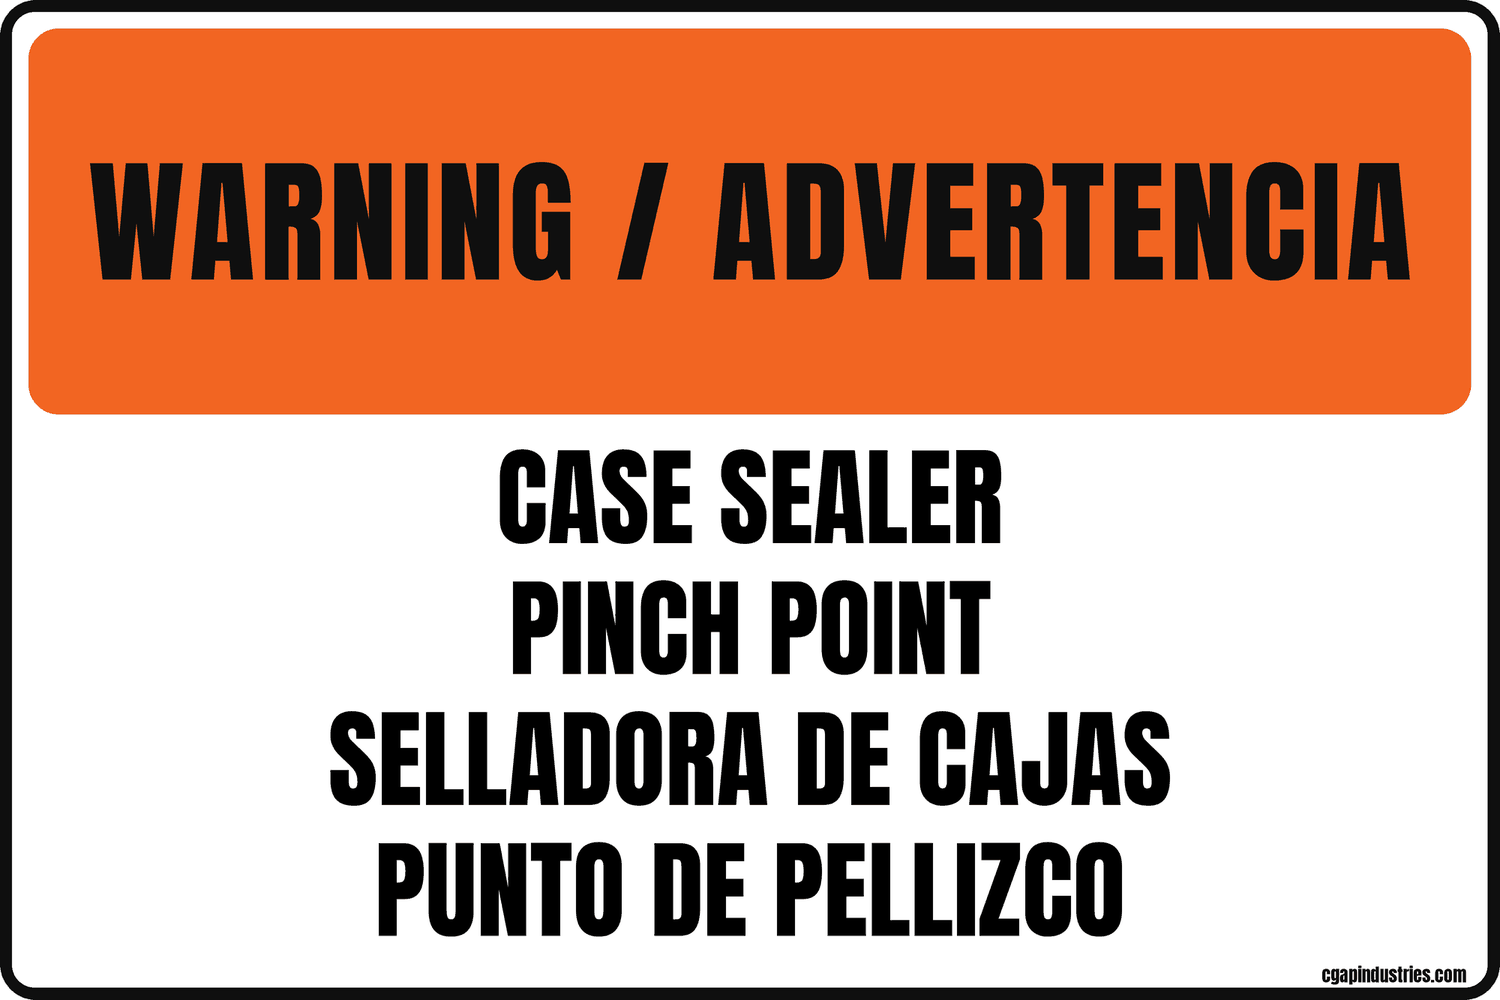 WARNING / ADVERTENCIA
CASE SEALER
PINCH POINT
SELLADORA DE CAJAS
PUNTO DE PELLIZCO
cgapindustries.com